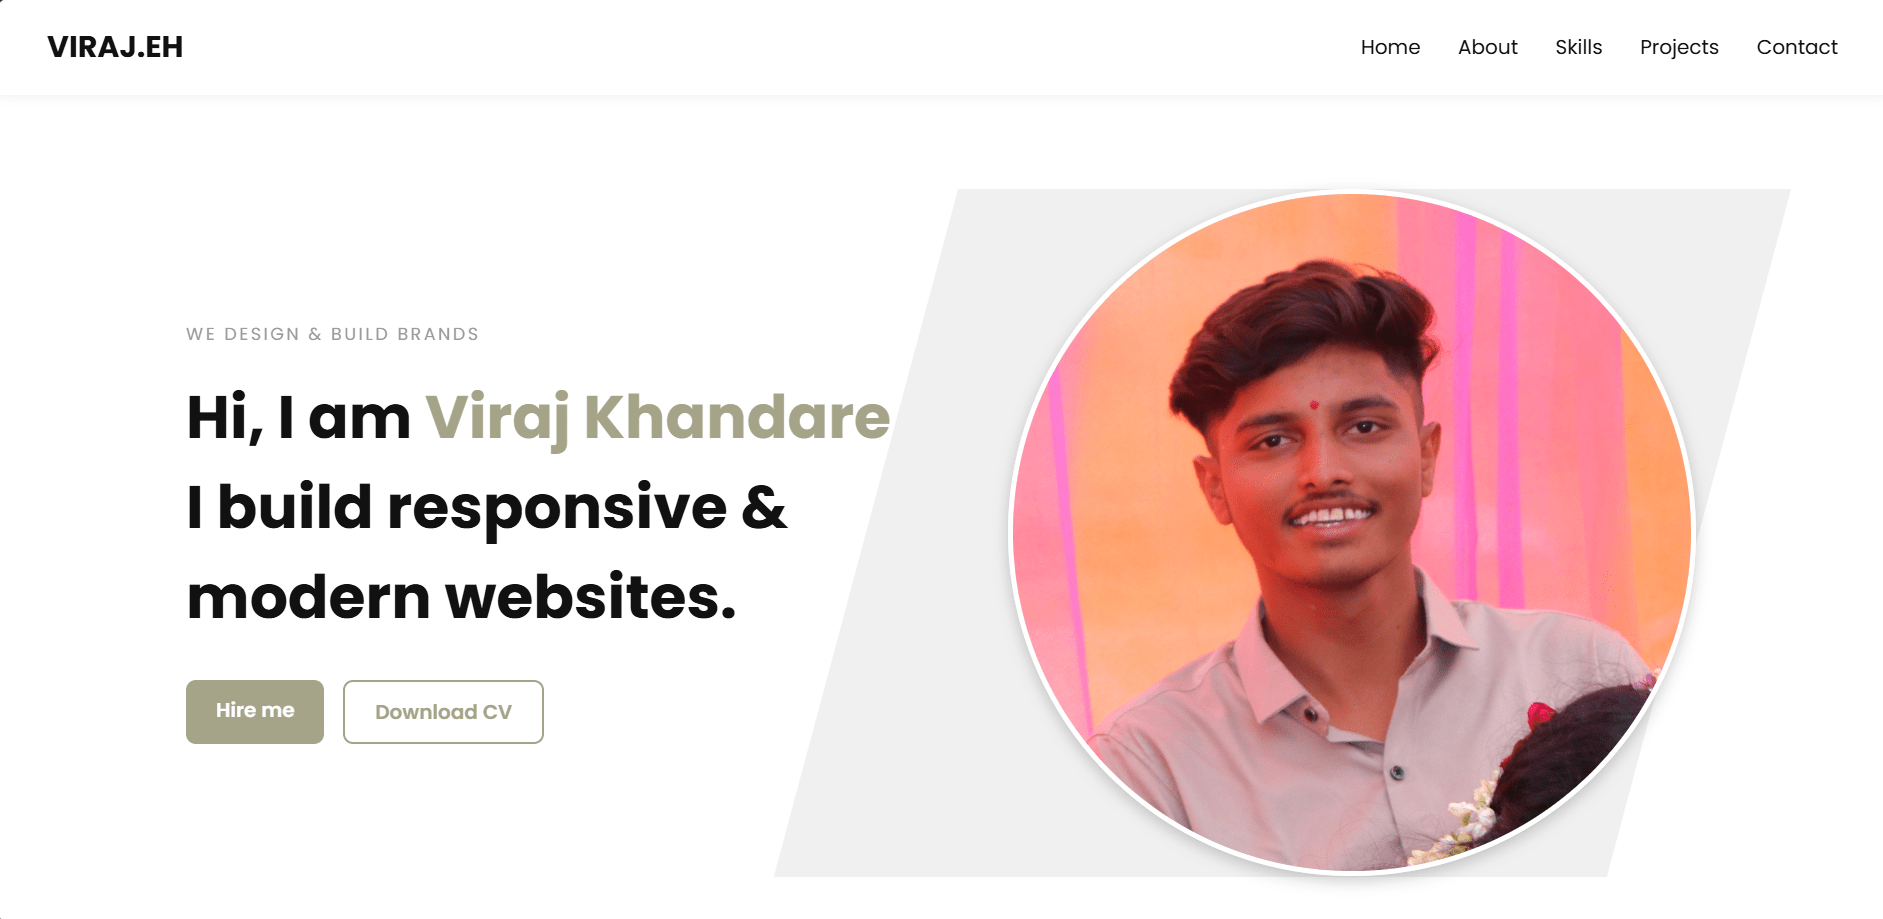 VIRAJ.EH
Home About Skills Projects Contact
WE DESIGN & BUILD BRANDS
Hi, I am Viraj Khandare
I build responsive &
modern websites.
Hire me
Download CV